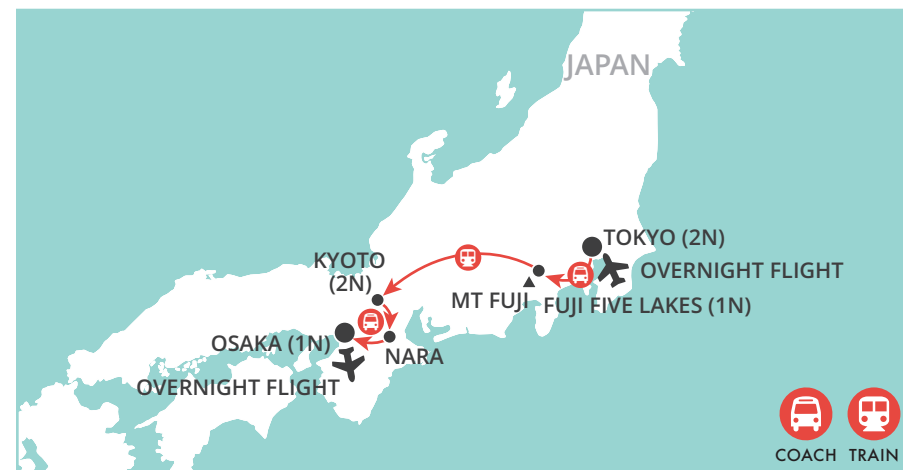 JAPAN
TOKYO (2N)
OVERNIGHT FLIGHT
KYOTO
(2N)
MT FUJI
FUJI FIVE LAKES (1N)
OSAKA (1N)
NARA
OVERNIGHT FLIGHT
COACH
TRAIN